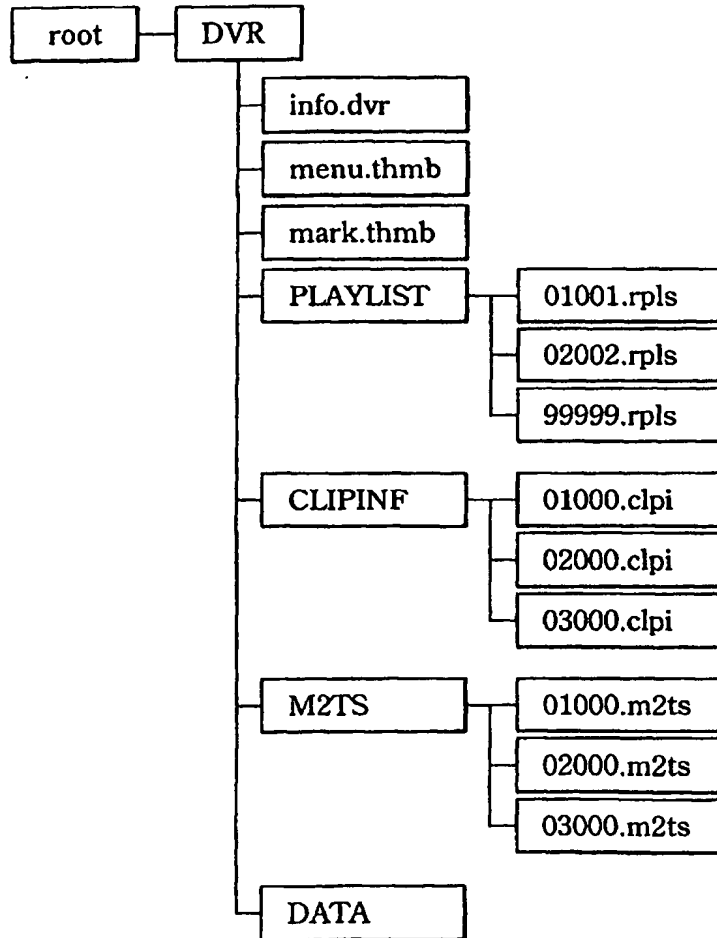 root
DVR
info.dvr
menu.thmb
mark.thmb
PLAYLIST
01001.rpls
02002.rpls
99999.rpls
CLIPINF
01000.clpi
02000.clpi
03000.clpi
M2TS
01000.m2ts
02000.m2ts
03000.m2ts
DATA